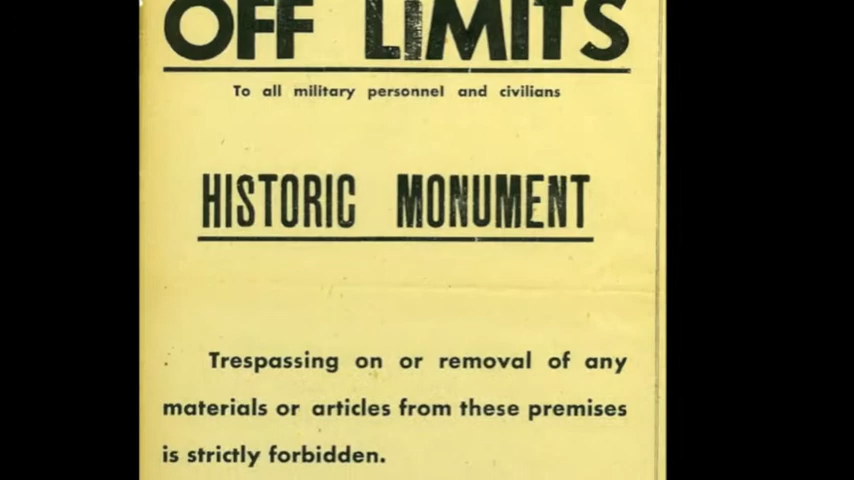 OFF LIMITS
To all military personnel and civilians
HISTORIC MONUMENT
Trespassing on or removal of any
materials or articles from these premises
is strictly forbidden.